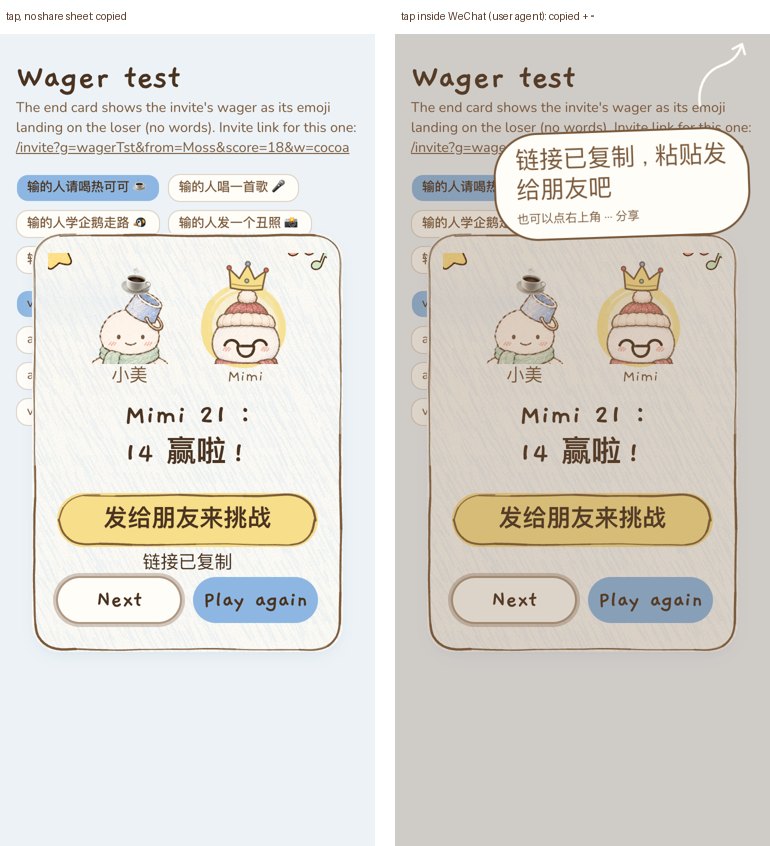 tap, no share sheet copied
Wager test
The end card shows the invite's wager as its emoji
landing on the loser (no words). Invite link for this one:
/invite?g=wagerTst&from=Moss&score=18&w=cocoa
输的人请喝热可可 ☕
输的人唱一首歌 🎤
输的人学企鹅走路 🐧
输的人发一个丑照 📸
小美
Mimi
Mimi 21 :
14 赢啦！
发给朋友来挑战
链接已复制
Next
Play again
tap inside WeChat (user agent): copied + ••
Wager test
The end card shows the invite's wager as its emoji
landing on the loser (no words). Invite link for this one:
/invite?g=wage
链接已复制，粘贴发
给朋友吧
也可以点右上角 ··· 分享
输的人请喝热
输的人学企鹅
小美
Mimi
Mimi 21 :
14 赢啦！
发给朋友来挑战
Next
Play again